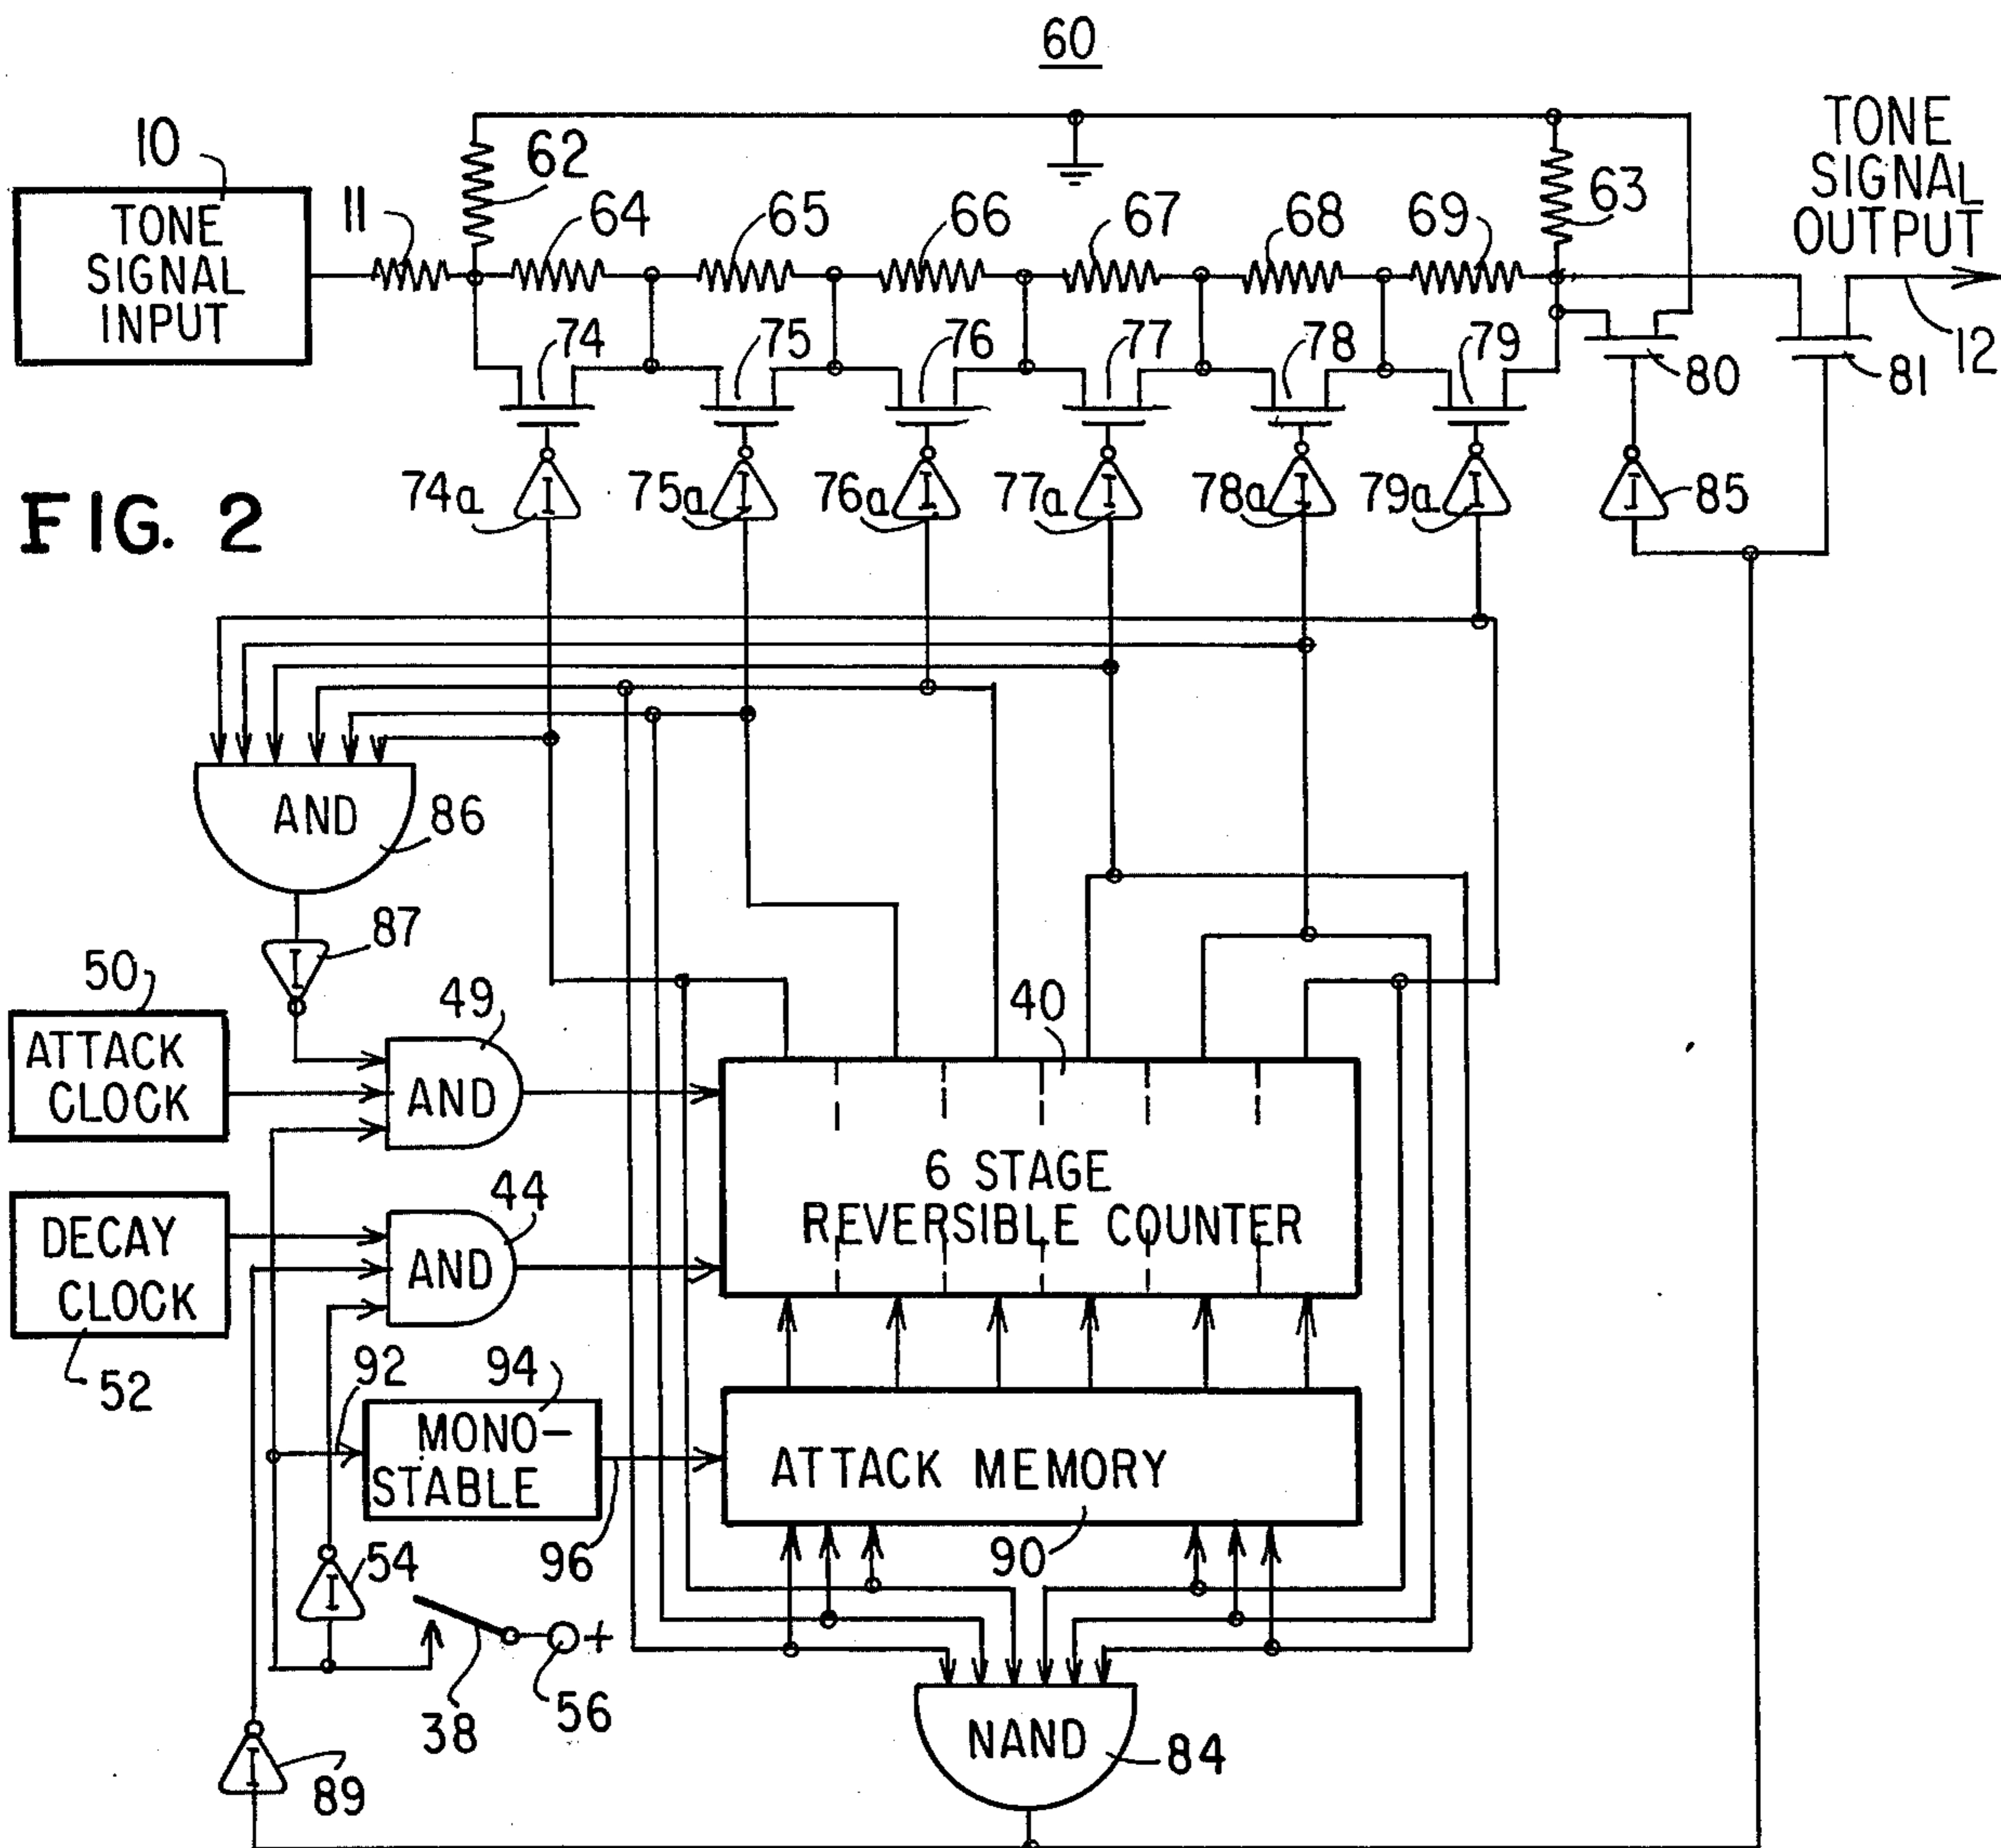 60
10
TONE
SIGNAL
INPUT
11
62
64
65
66
67
68
69
63
TONE
SIGNAL
OUTPUT
12
74
75
76
77
78
79
80
81
74a
75a
76a
77a
78a
79a
85
FIG. 2
AND
86
87
50
ATTACK
CLOCK
49
AND
40
6 STAGE
REVERSIBLE COUNTER
DECAY
CLOCK
52
44
AND
92
94
MONO-
STABLE
96
ATTACK MEMORY
90
54
38
56
+
NAND
84
89
I
I
I
I
I
I
I
I
I
I